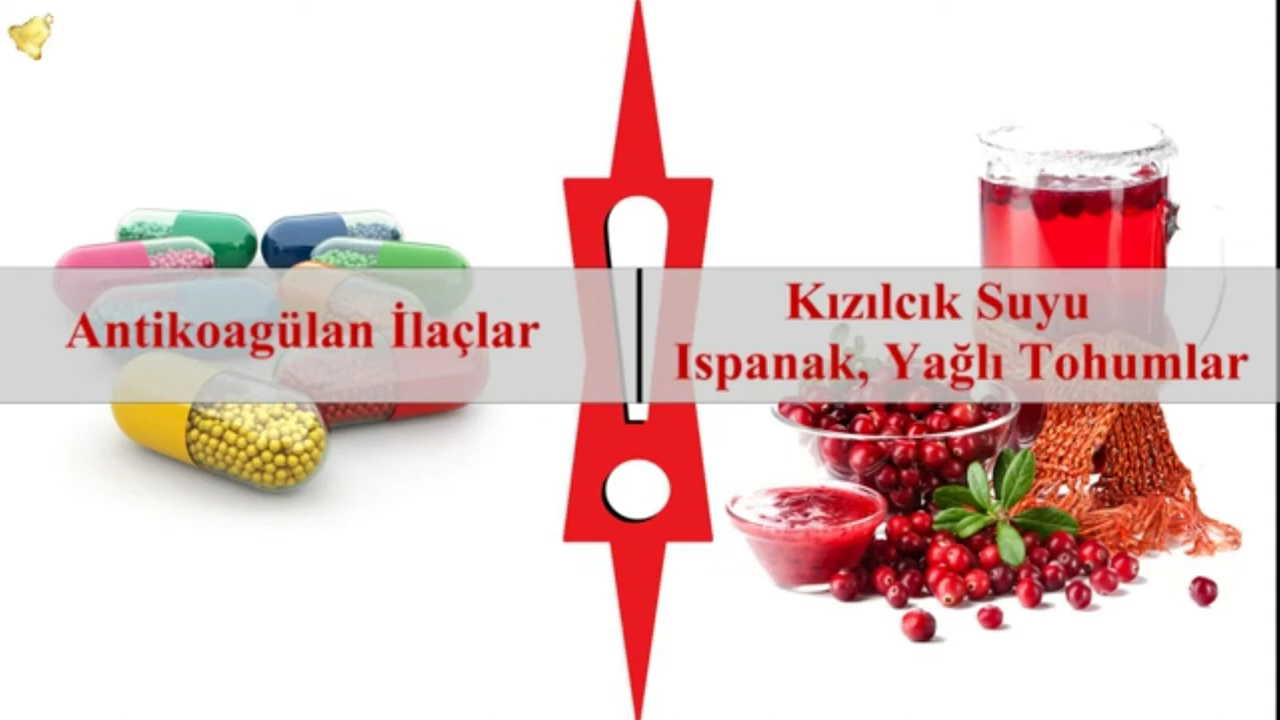 Antikoagülan İlaçlar
Kızılcık Suyu
Ispanak, Yağlı Tohumlar